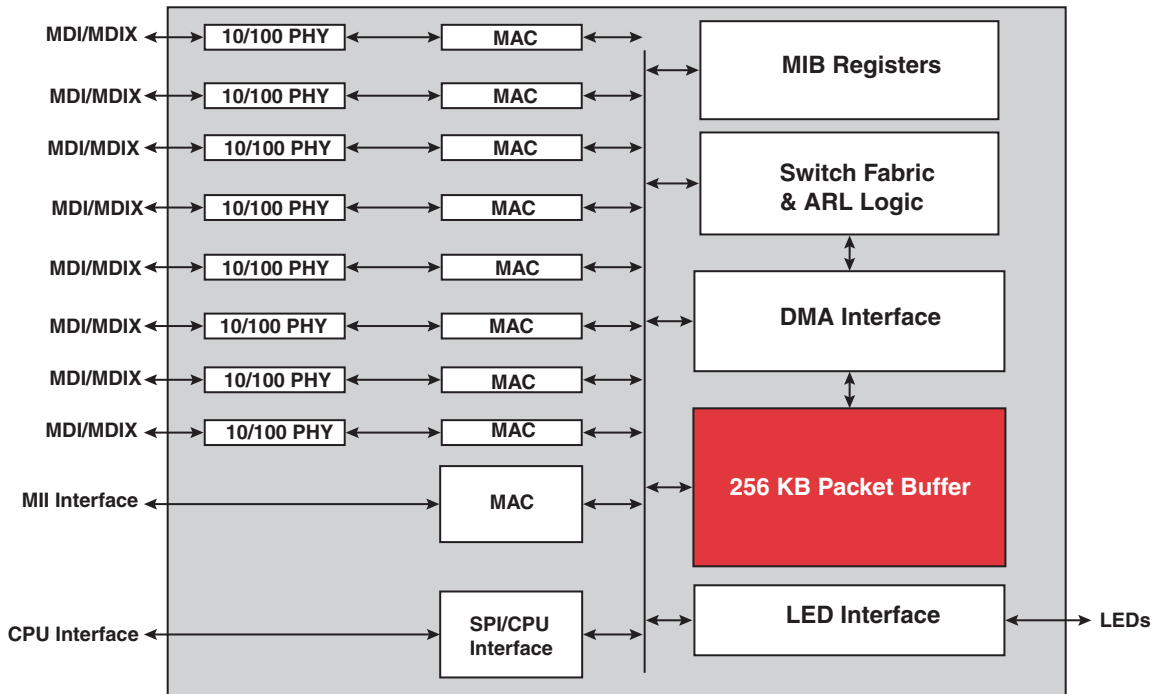 MDI/MDIX 10/100 PHY MAC
MDI/MDIX 10/100 PHY MAC
MDI/MDIX 10/100 PHY MAC
MDI/MDIX 10/100 PHY MAC
MDI/MDIX 10/100 PHY MAC
MDI/MDIX 10/100 PHY MAC
MDI/MDIX 10/100 PHY MAC
MDI/MDIX 10/100 PHY MAC
MII Interface MAC
CPU Interface
SPI/CPU
Interface
MIB Registers
Switch Fabric
& ARL Logic
DMA Interface
256 KB Packet Buffer
LED Interface
LEDs